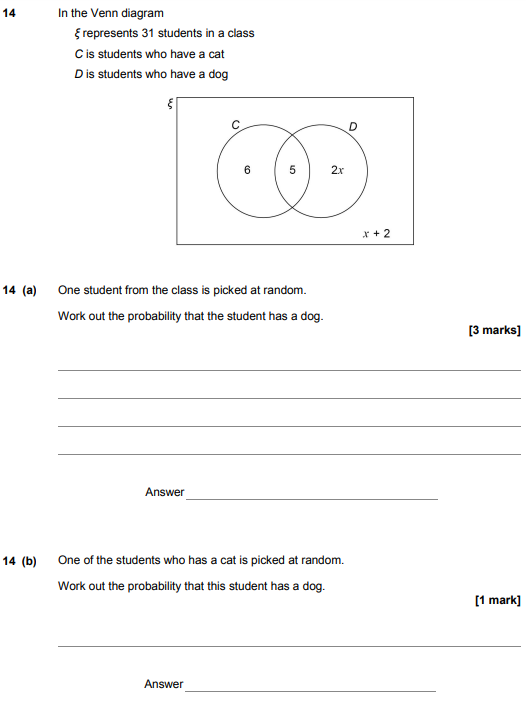 14 In the Venn diagram
ξ represents 31 students in a class
C is students who have a cat
D is students who have a dog
ξ
C D
6 5 2x
x + 2
14 (a) One student from the class is picked at random.
Work out the probability that the student has a dog.
[3 marks]
Answer
14 (b) One of the students who has a cat is picked at random.
Work out the probability that this student has a dog.
[1 mark]
Answer